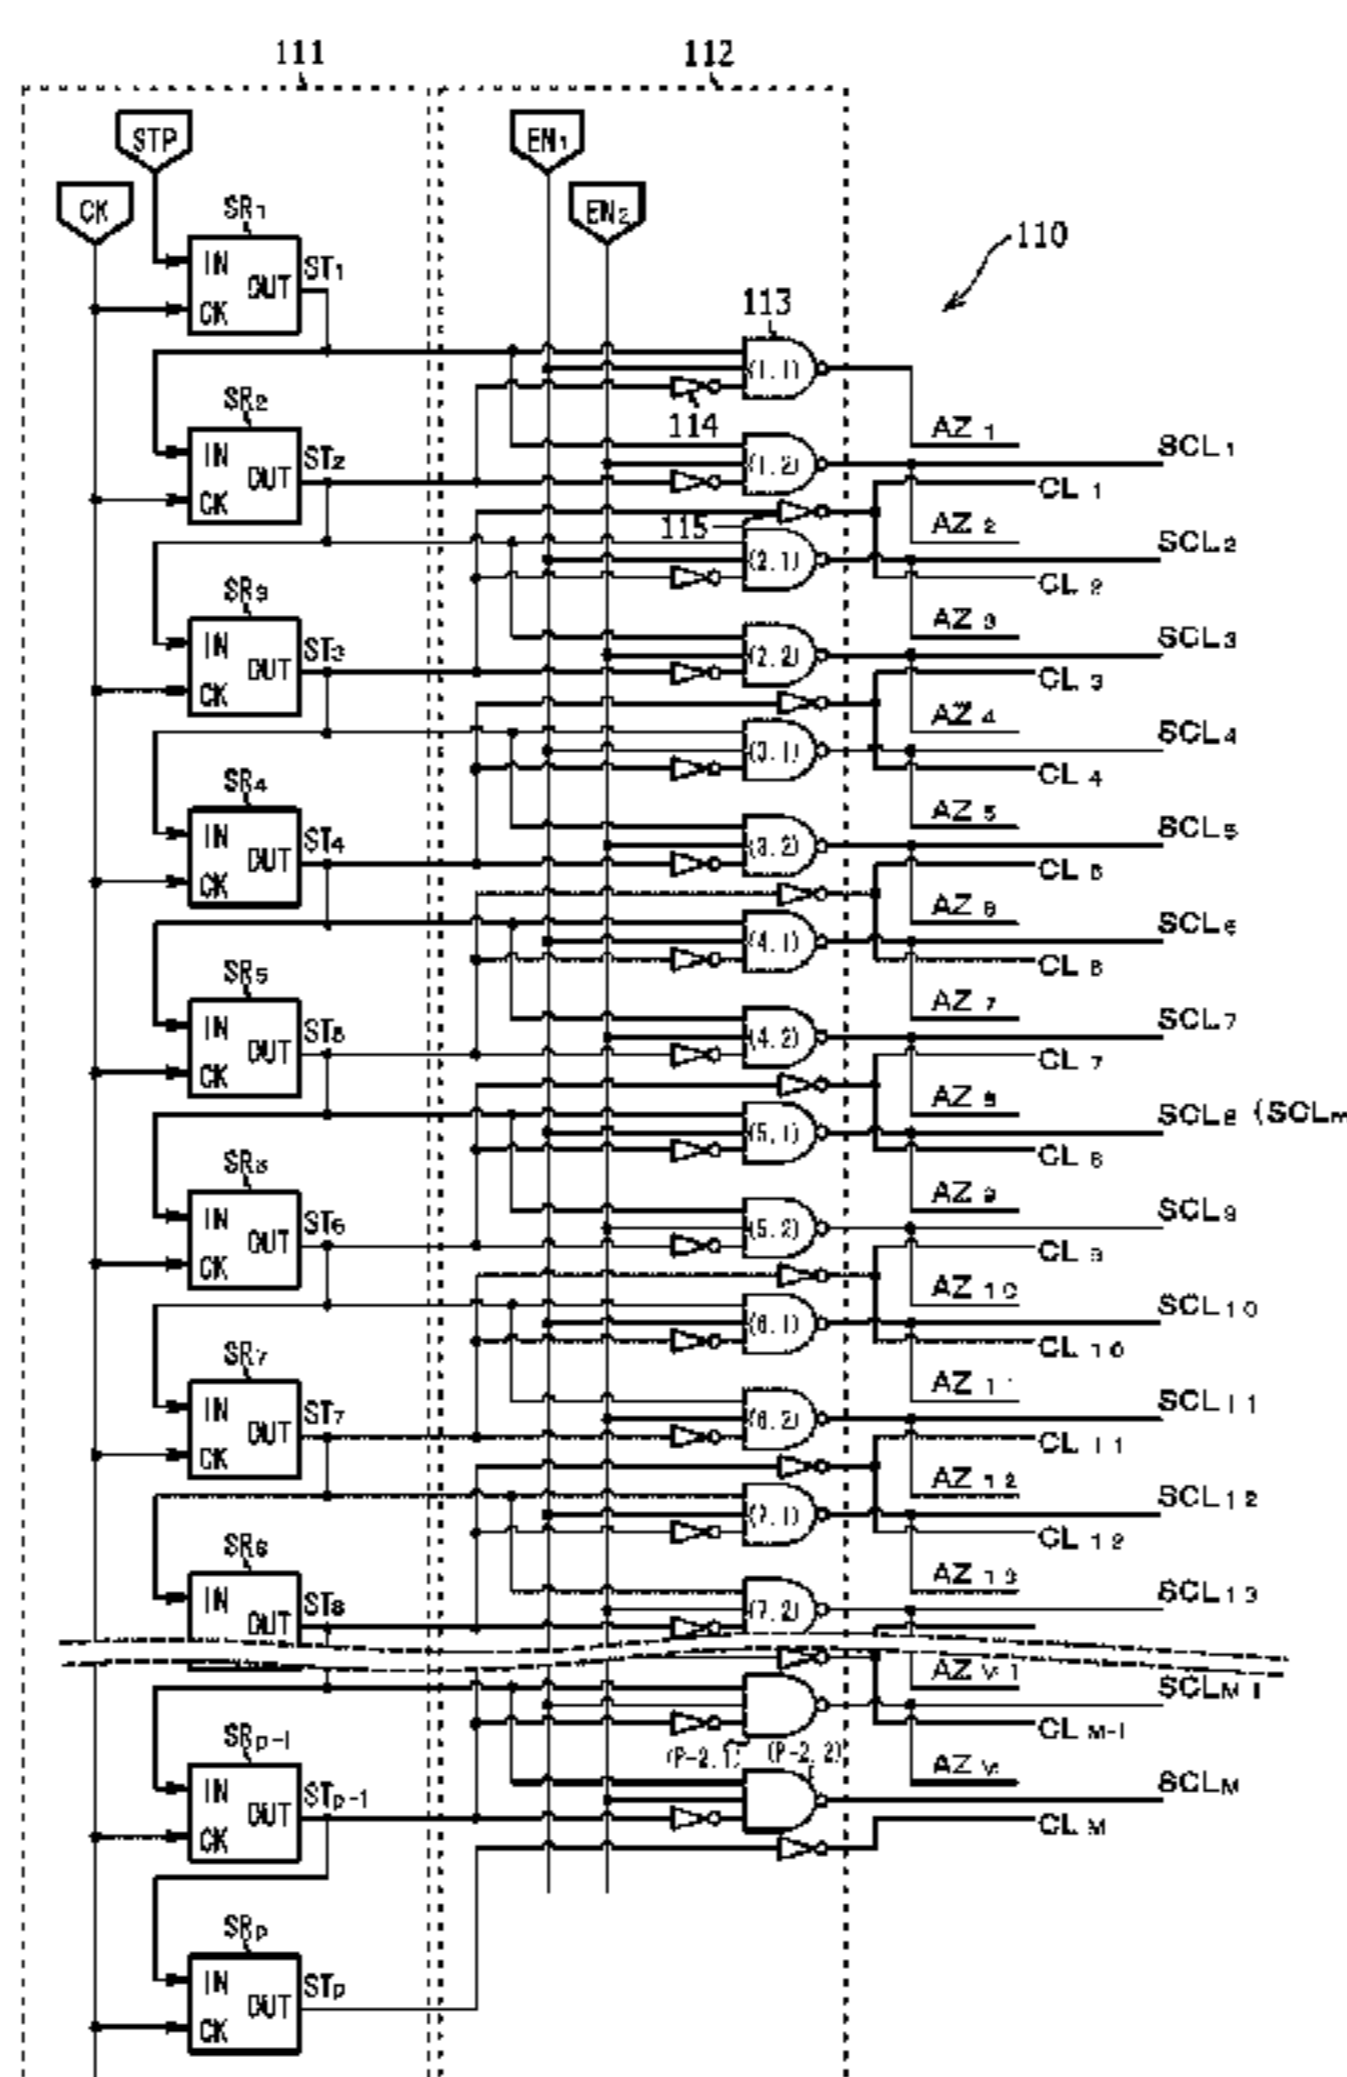 111
112
STP
EN₁
CK
EN₂
110
SR₁
IN
OUT
CK
ST₁
113
(1,1)
114
AZ ₁
SCL₁
SR₂
IN
OUT
CK
ST₂
(1,2)
CL ₁
115
AZ ₂
SCL₂
(2,1)
CL ₂
SR₃
IN
OUT
CK
ST₃
AZ ₃
SCL₃
(2,2)
CL ₃
AZ ₄
SCL₄
(3,1)
CL ₄
SR₄
IN
OUT
CK
ST₄
AZ ₅
SCL₅
(3,2)
CL ₅
AZ ₆
SCL₆
(4,1)
CL ₆
SR₅
IN
OUT
CK
ST₅
AZ ₇
SCL₇
(4,2)
CL ₇
AZ ₈
SCL₈ (SCLₘ
(5,1)
CL ₈
SR₆
IN
OUT
CK
ST₆
AZ ₉
SCL₉
(5,2)
CL ₉
AZ ₁₀
SCL₁₀
(6,1)
CL ₁₀
SR₇
IN
OUT
CK
ST₇
AZ ₁₁
SCL₁₁
(6,2)
CL ₁₁
AZ ₁₂
SCL₁₂
(7,1)
CL ₁₂
SR₈
IN
OUT
ST₈
AZ ₁₃
SCL₁₃
(7,2)
AZ M-1
SCL M-1
CL M-1
(P-2,1)
(P-2,2)
SRp-1
IN
OUT
CK
STp-1
AZ M
SCL M
CL M
SRp
IN
OUT
CK
STp